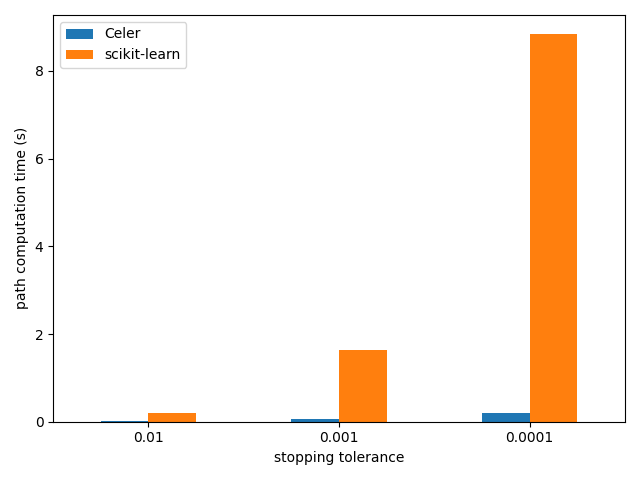 Celer
scikit-learn
path computation time (s)
8
6
4
2
0
0.01
0.001
0.0001
stopping tolerance